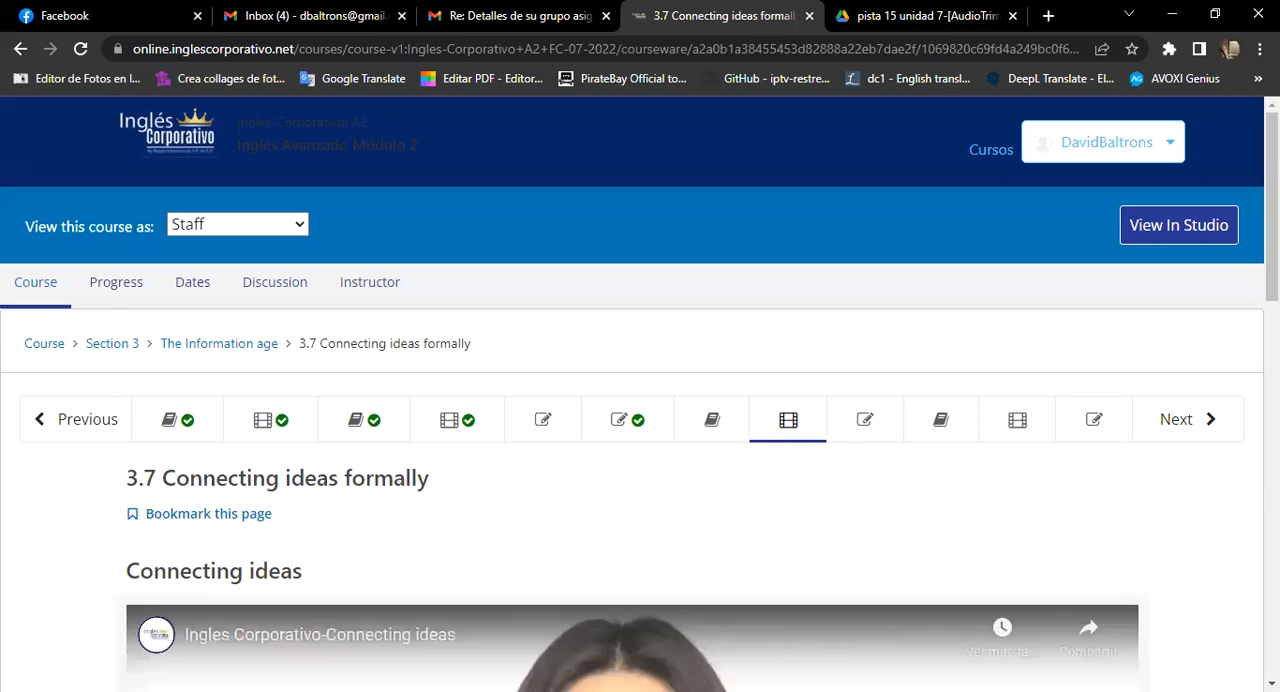 Facebook
Inbox (4) - dbaltrons@gmail.
Re: Detalles de su grupo asig
3.7 Connecting ideas formall
pista 15 unidad 7-[AudioTrim
online.inglescorporativo.net/courses/course-v1:Ingles-Corporativo+A2+FC-07-2022/courseware/a2a0b1a38455453d82888a22eb7dae2f/1069820c69fd4a249bc0f6...
Editor de Fotos en l...
Crea collages de fot...
Google Translate
Editar PDF - Editor...
PirateBay Official to...
GitHub - iptv-restre...
dc1 - English transl...
DeepL Translate - El...
AVOXI Genius
Inglés
Corporativo
Ingles-Corporativo: A2
Inglés Avanzado Módulo 2
Cursos
DavidBaltrons
View this course as:
Staff
View In Studio
Course
Progress
Dates
Discussion
Instructor
Course > Section 3 > The Information age > 3.7 Connecting ideas formally
Previous
Next
3.7 Connecting ideas formally
Bookmark this page
Connecting ideas
Ingles Corporativo-Connecting ideas
Ver más ta...
Compartir